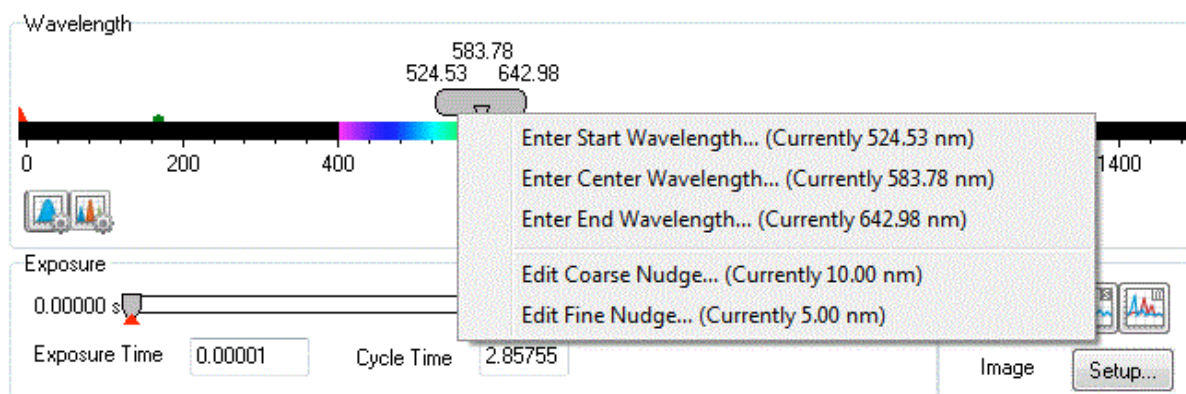 Wavelength
583.78
524.53 642.98
0 200 400 1400
Enter Start Wavelength... (Currently 524.53 nm)
Enter Center Wavelength... (Currently 583.78 nm)
Enter End Wavelength... (Currently 642.98 nm)
Edit Coarse Nudge... (Currently 10.00 nm)
Edit Fine Nudge... (Currently 5.00 nm)
Exposure
0.00000 s
Exposure Time 0.00001 Cycle Time 2.85755
Image Setup...